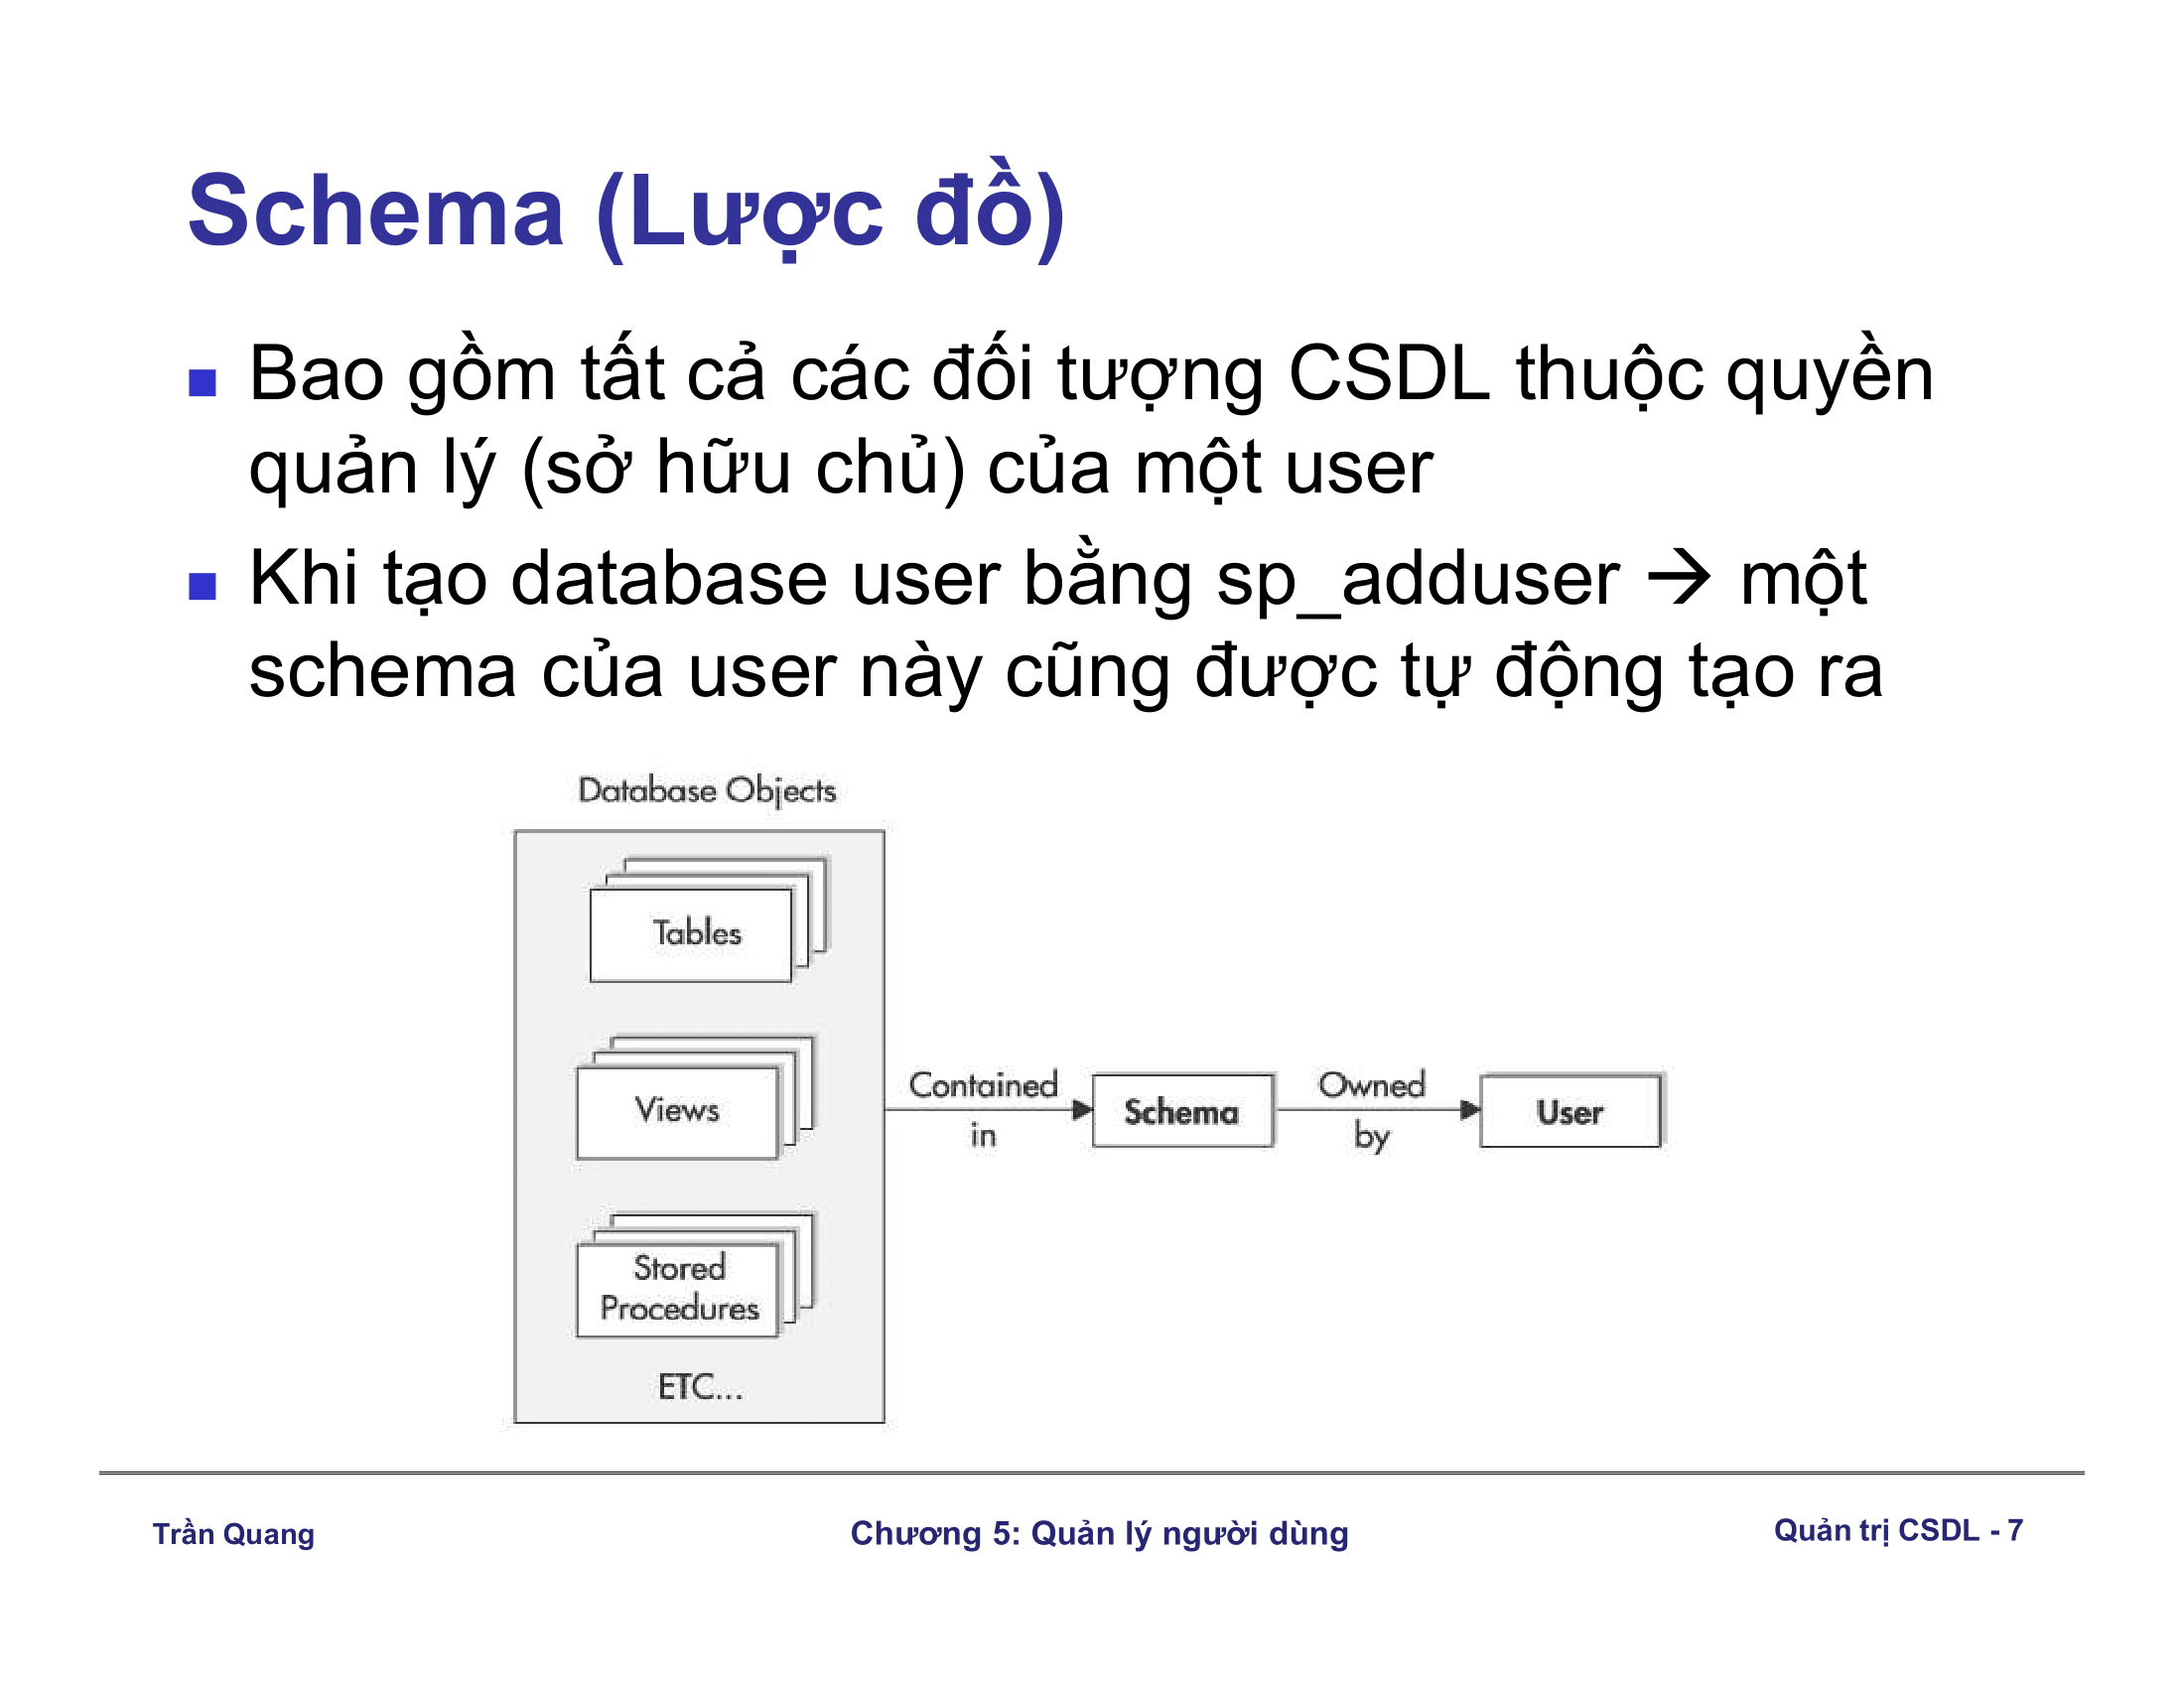 Schema (Lược đồ)
Bao gồm tất cả các đối tượng CSDL thuộc quyền
quản lý (sở hữu chủ) của một user
Khi tạo database user bằng sp_adduser → một
schema của user này cũng được tự động tạo ra
Database Objects
Tables
Views
Stored
Procedures
ETC...
Contained
in
Schema
Owned
by
User
Trần Quang
Chương 5: Quản lý người dùng
Quản trị CSDL - 7